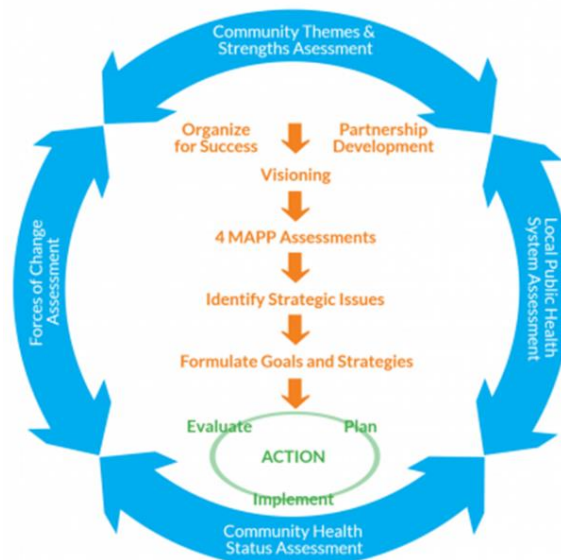 Community Themes &
Strengths Asessment
Organize
for Success
Partnership
Development
Visioning
4 MAPP Assessments
Identify Strategic Issues
Formulate Goals and Strategies
Evaluate
Plan
ACTION
Implement
Forces of Change
Assessment
Local Public Health
System Assessment
Community Health
Status Assessment